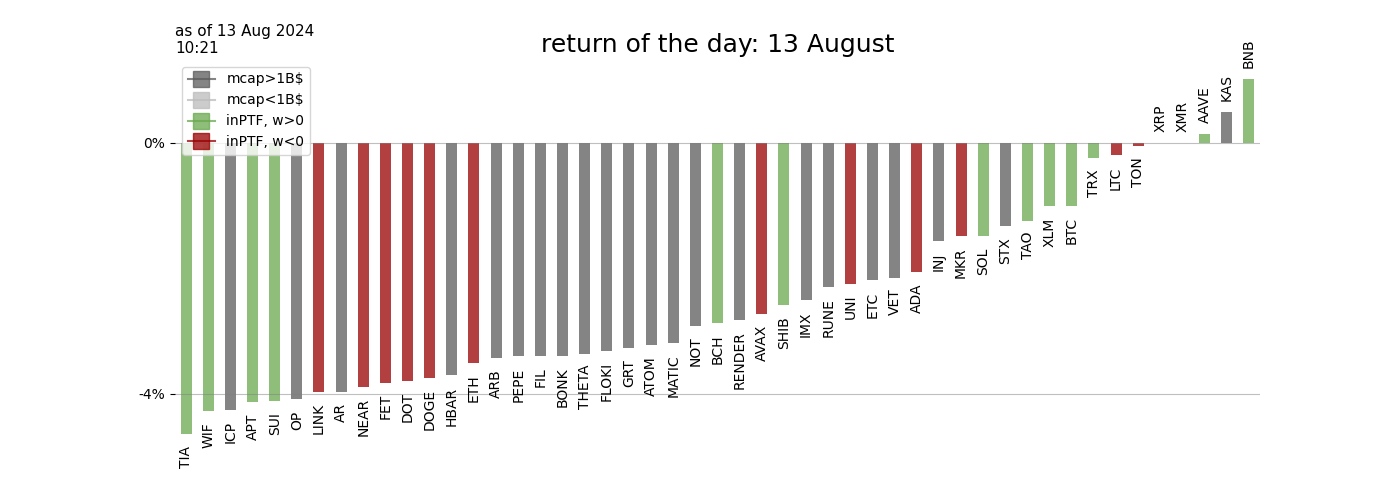 as of 13 Aug 2024
10:21
return of the day: 13 August
mcap>1B$
mcap<1B$
inPTF, w>0
inPTF, w<0
0%
-4%
TIA
WIF
ICP
APT
SUI
OP
LINK
AR
NEAR
FET
DOT
DOGE
HBAR
ETH
ARB
PEPE
FIL
BONK
THETA
FLOKI
GRT
ATOM
MATIC
NOT
BCH
RENDER
AVAX
SHIB
IMX
RUNE
UNI
ETC
VET
ADA
INJ
MKR
SOL
STX
TAO
XLM
BTC
TRX
LTC
TON
XRP
XMR
AAVE
KAS
BNB